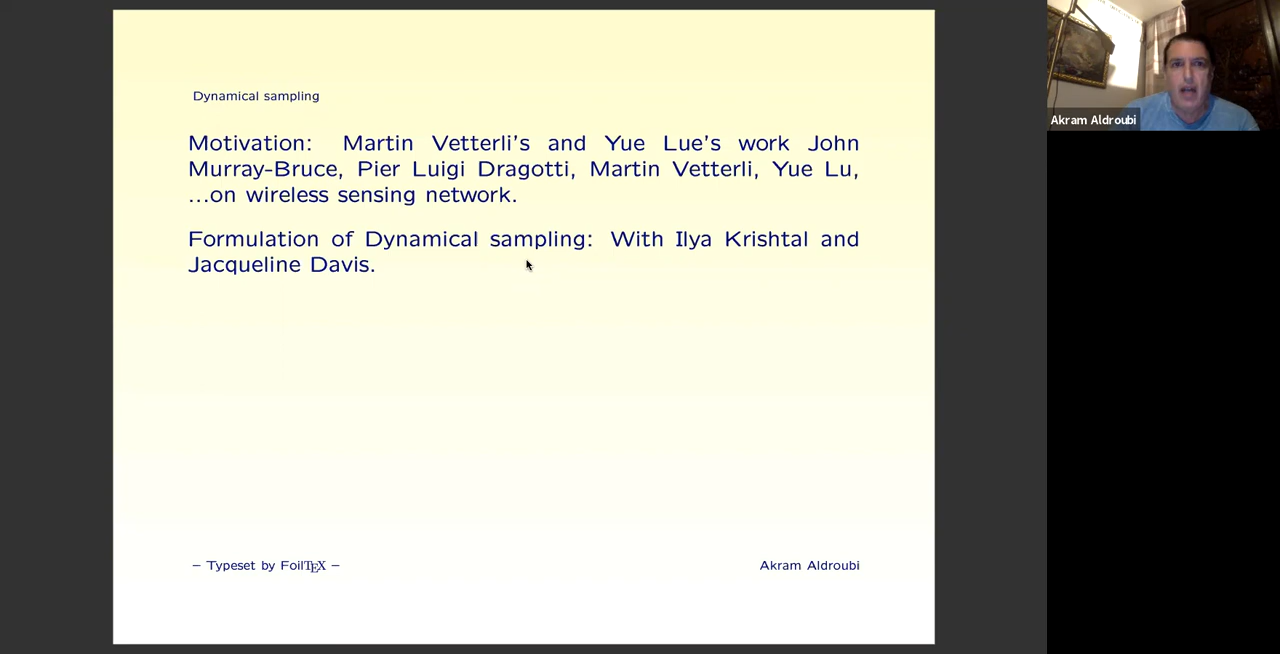 Dynamical sampling
Motivation: Martin Vetterli's and Yue Lue's work John
Murray-Bruce, Pier Luigi Dragotti, Martin Vetterli, Yue Lu,
...on wireless sensing network.
Formulation of Dynamical sampling: With Ilya Krishtal and
Jacqueline Davis.
– Typeset by FoilTEX –
Akram Aldroubi
Akram Aldroubi